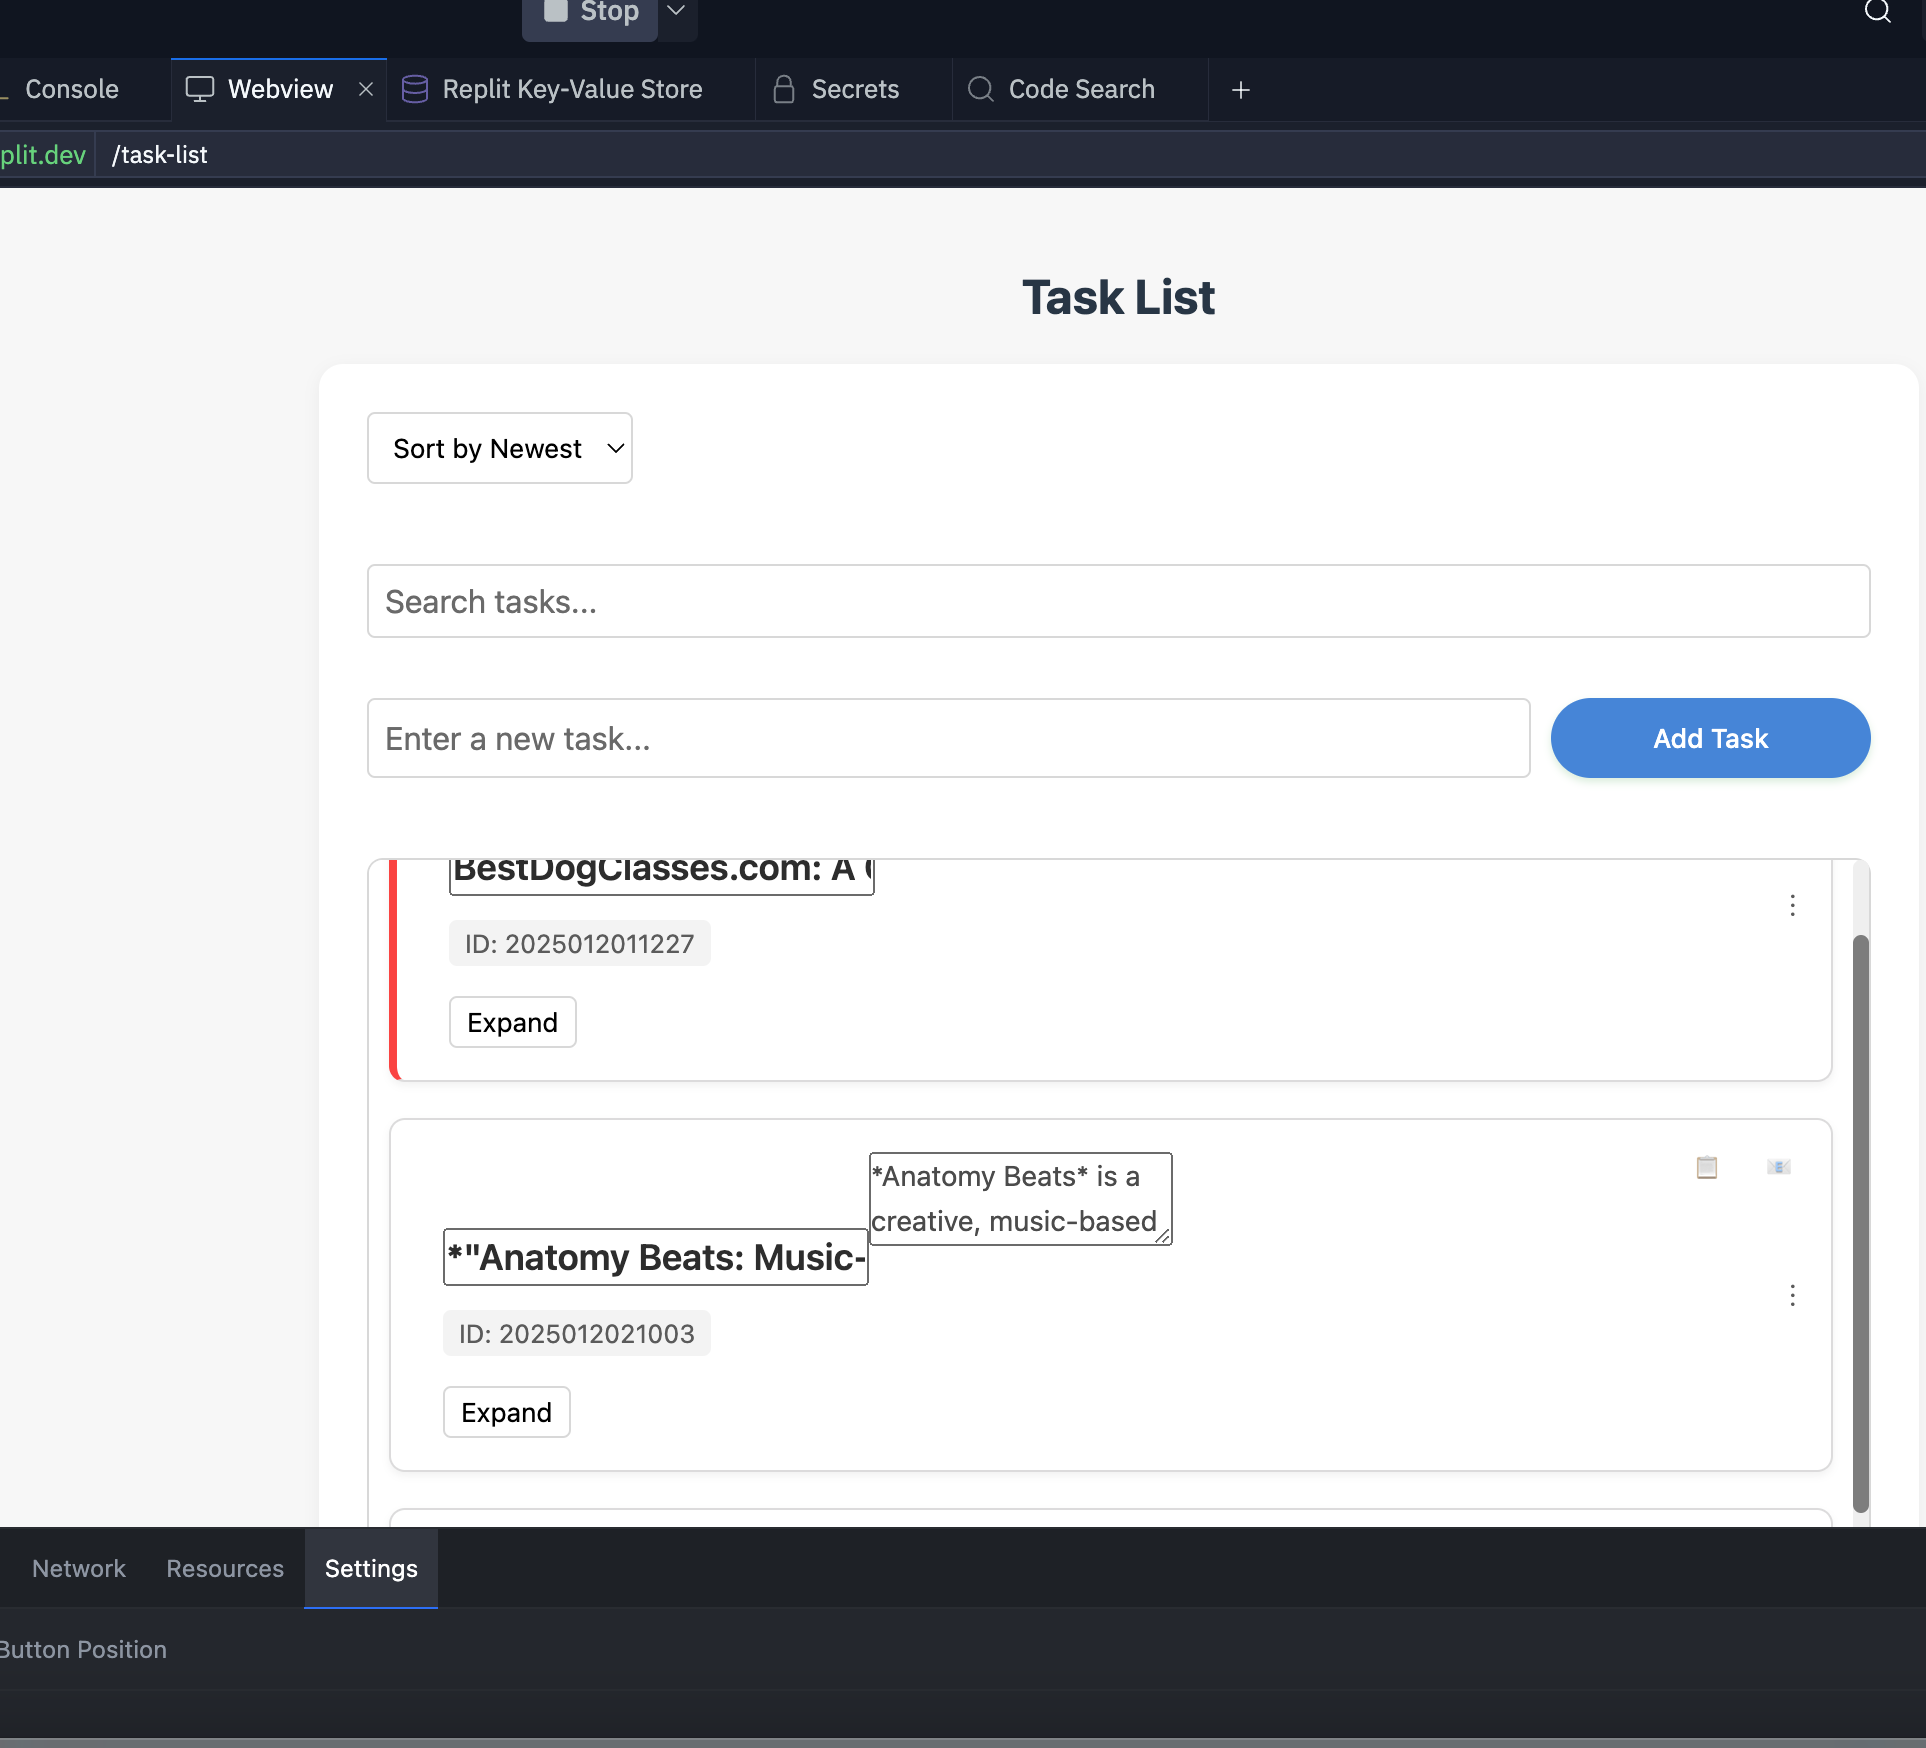 Stop
Console
Webview
Replit Key-Value Store
Secrets
Code Search
plit.dev
/task-list
Task List
Sort by Newest
Search tasks...
Enter a new task...
Add Task
BestDogClasses.com: A
ID: 2025012011227
Expand
*Anatomy Beats* is a
creative, music-based
*"Anatomy Beats: Music-
ID: 2025012021003
Expand
Network
Resources
Settings
Button Position